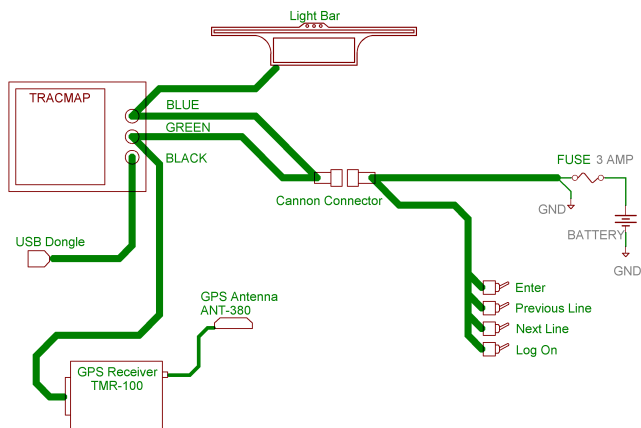 Light Bar
TRACMAP
BLUE
GREEN
BLACK
FUSE 3 AMP
Cannon Connector
GND
BATTERY
USB Dongle
GND
Enter
GPS Antenna
ANT-380
Previous Line
Next Line
Log On
GPS Receiver
TMR-100